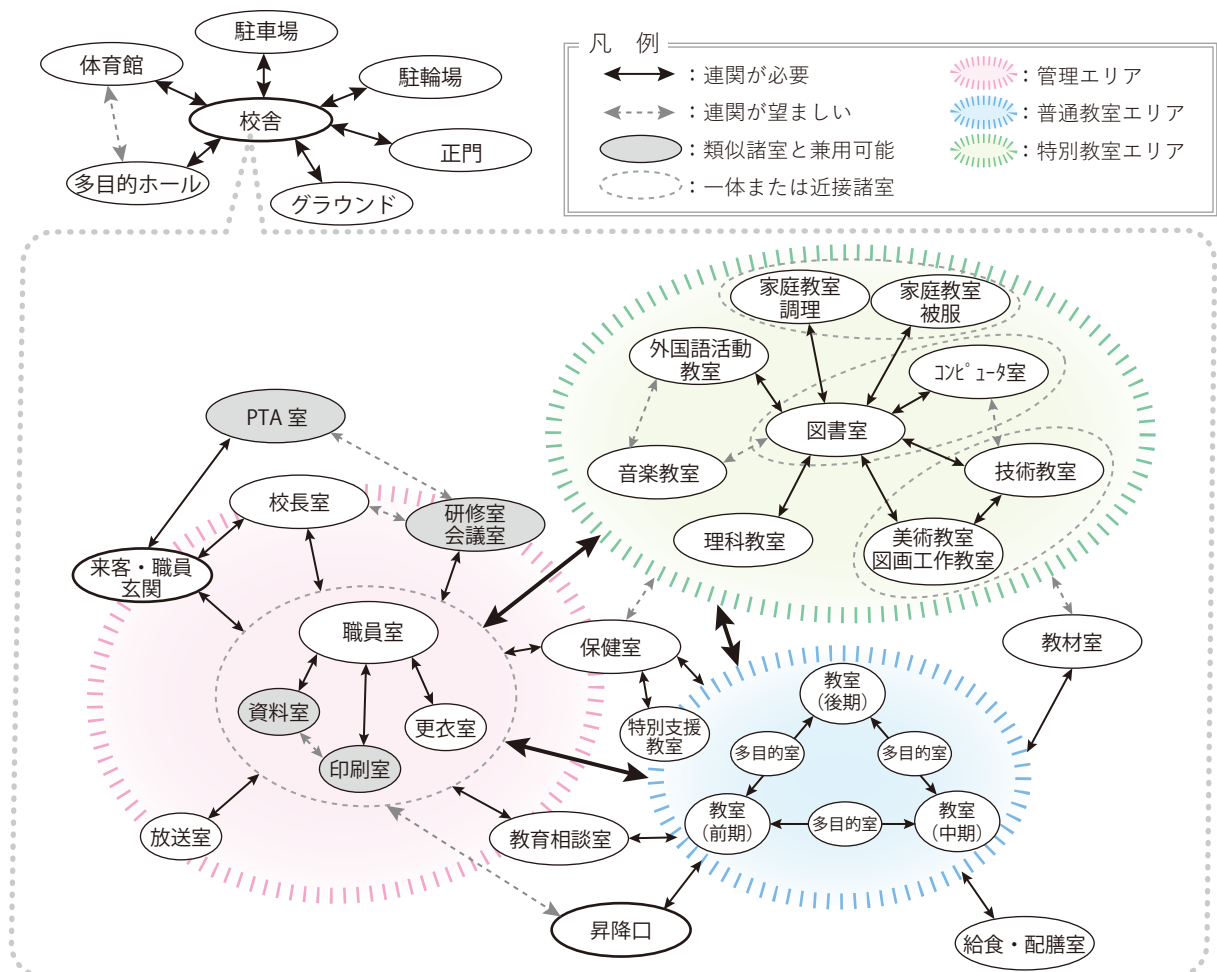 駐車場
体育館
駐輪場
校舎
正門
多目的ホール
グラウンド
凡 例
：連関が必要
：連関が望ましい
：類似諸室と兼用可能
：一体または近接諸室
：管理エリア
：普通教室エリア
：特別教室エリア
家庭教室
調理
家庭教室
被服
外国語活動
教室
ｺﾝﾋﾟｭｰﾀ室
図書室
音楽教室
技術教室
理科教室
美術教室
図画工作教室
PTA 室
校長室
研修室
会議室
来客・職員
玄関
職員室
資料室
更衣室
印刷室
放送室
保健室
特別支援
教室
教育相談室
昇降口
教材室
教室
（後期）
多目的室
多目的室
教室
（前期）
多目的室
教室
（中期）
給食・配膳室